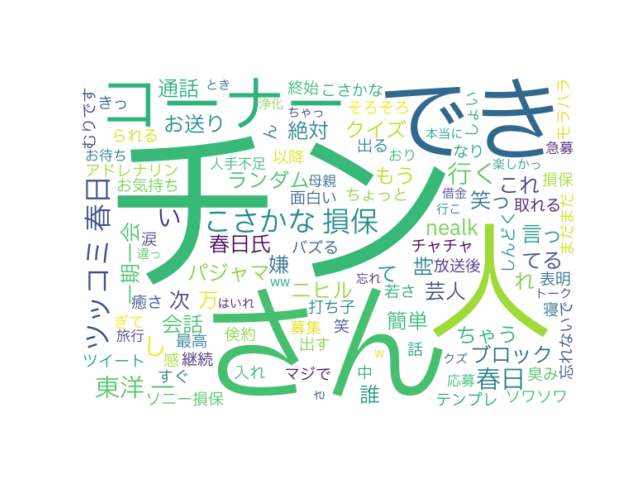 チン
さん
でき
人
コーナー
ツッコミ 春日
こさかな 損保
通話
とき
終始
こさかな
浄化
ちゃっ
そろそろ
しょい
モラハラ
きっ
むりです
お送り
ん
絶対
クイズ
本当に
急募
られる
出る
おり
なり
楽しかっ
お待ち
アドレナリン
人手不足
以降
お気持ち
ランダム
母親
もう
行く
これ
損保
面白い
ちょっと
借金
行こ
取れる
まだまだ
一期一会
い
笑っ
涙
違っ
春日氏
バズる
nealk
言っ
しんどく
チャチャ
忘れ
パジャマ
嫌
ww
て
出
放送後
てる
癒さ
次
万
はいれ
ニヒル
若さ
芸人
れ
表明
トーク
ぎて
旅行
会話
倹約
募集
打ち子
笑
簡単
寝
忘れないで
し
最高
出す
話
ちゃう
ツイート
感
継続
マジで
w
クズ
ブロック
東洋 ー
すぐ
入れ
中
誰
応募
春日
臭み
ソニー損保
テンプレ
ソワソワ